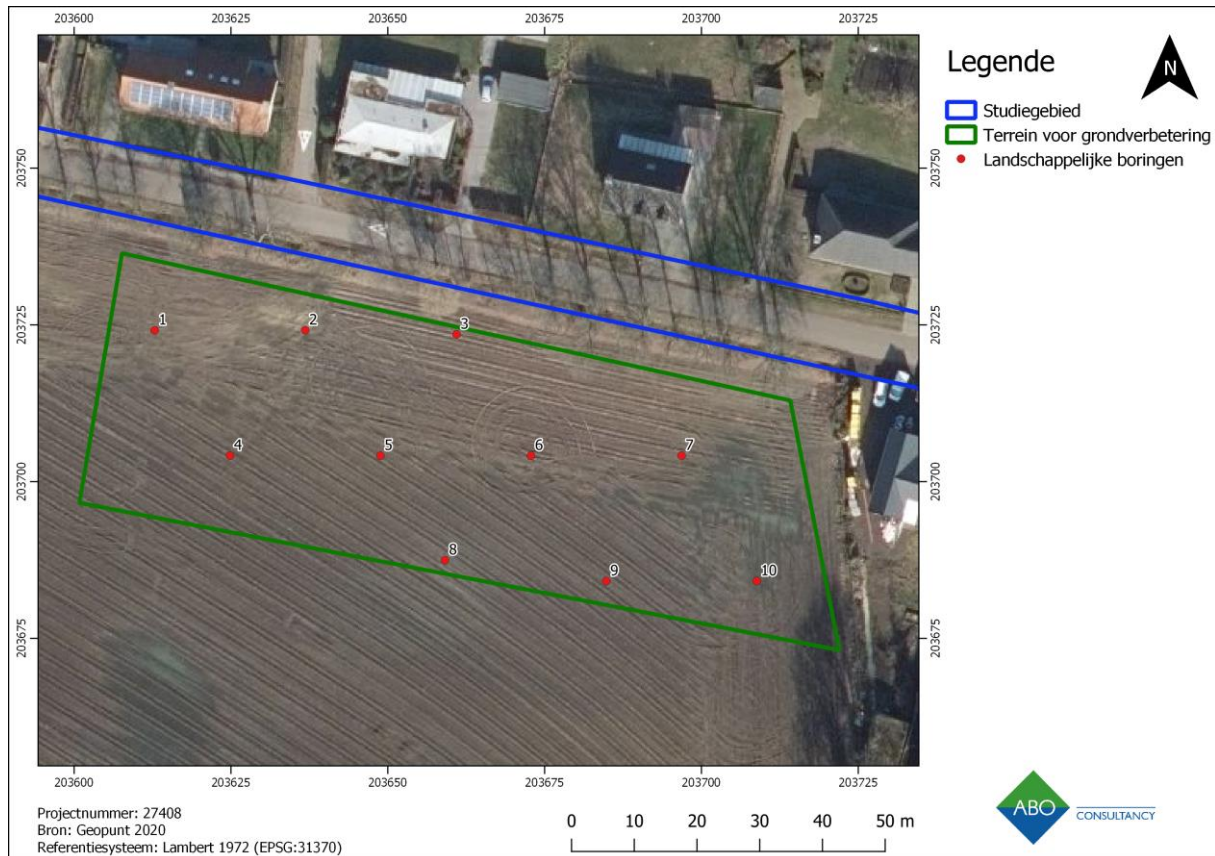 203600 203625 203650 203675 203700 203725
Legende
N
Studiegebied
Terrein voor grondverbetering
Landschappelijke boringen
203750 203750
203725 203725
1 2 3
4 5 6 7
203700 203700
8 9 10
203675 203675
203600 203625 203650 203675 203700 203725
Projectnummer: 27408
Bron: Geopunt 2020
Referentiesysteem: Lambert 1972 (EPSG:31370)
0 10 20 30 40 50 m
ABO CONSULTANCY